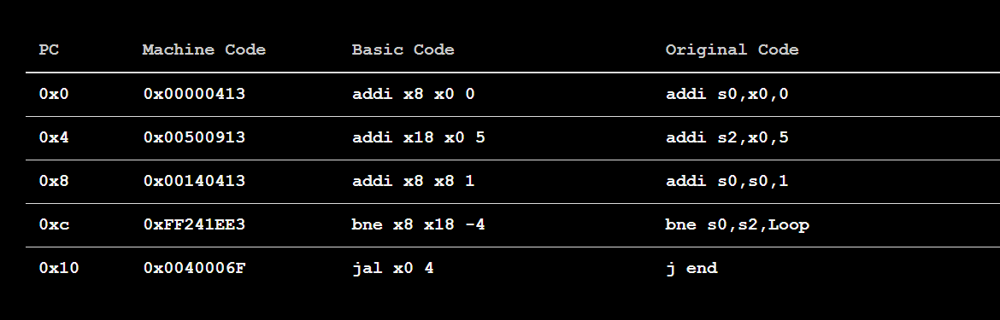 PC Machine Code Basic Code Original Code
0x0 0x00000413 addi x8 x0 0 addi s0,x0,0
0x4 0x00500913 addi x18 x0 5 addi s2,x0,5
0x8 0x00140413 addi x8 x8 1 addi s0,s0,1
0xc 0xFF241EE3 bne x8 x18 -4 bne s0,s2,Loop
0x10 0x0040006F jal x0 4 j end